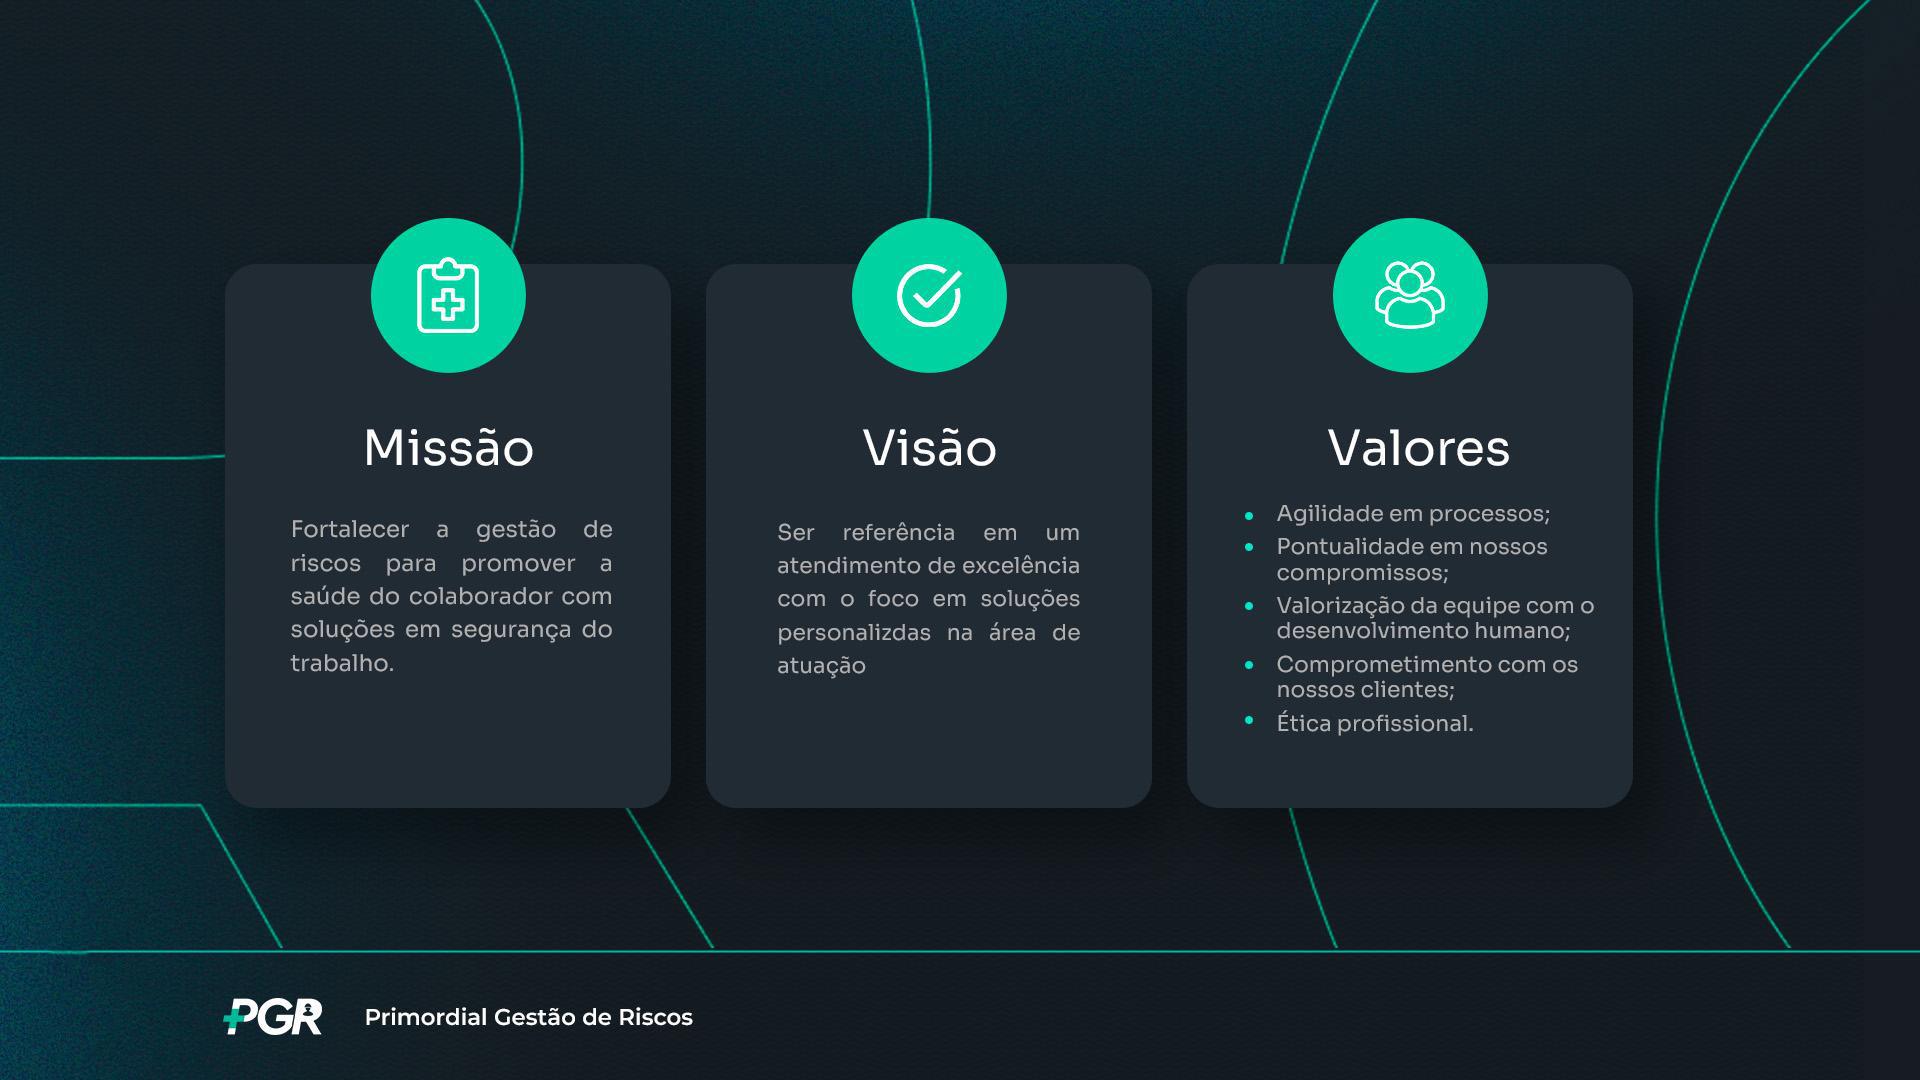 Missão
Fortalecer a gestão de
riscos para promover a
saúde do colaborador com
soluções em segurança do
trabalho.
Visão
Ser referência em um
atendimento de excelência
com o foco em soluções
personalizdas na área de
atuação
Valores
Agilidade em processos;
Pontualidade em nossos
compromissos;
Valorização da equipe com o
desenvolvimento humano;
Comprometimento com os
nossos clientes;
Ética profissional.
PGR
Primordial Gestão de Riscos